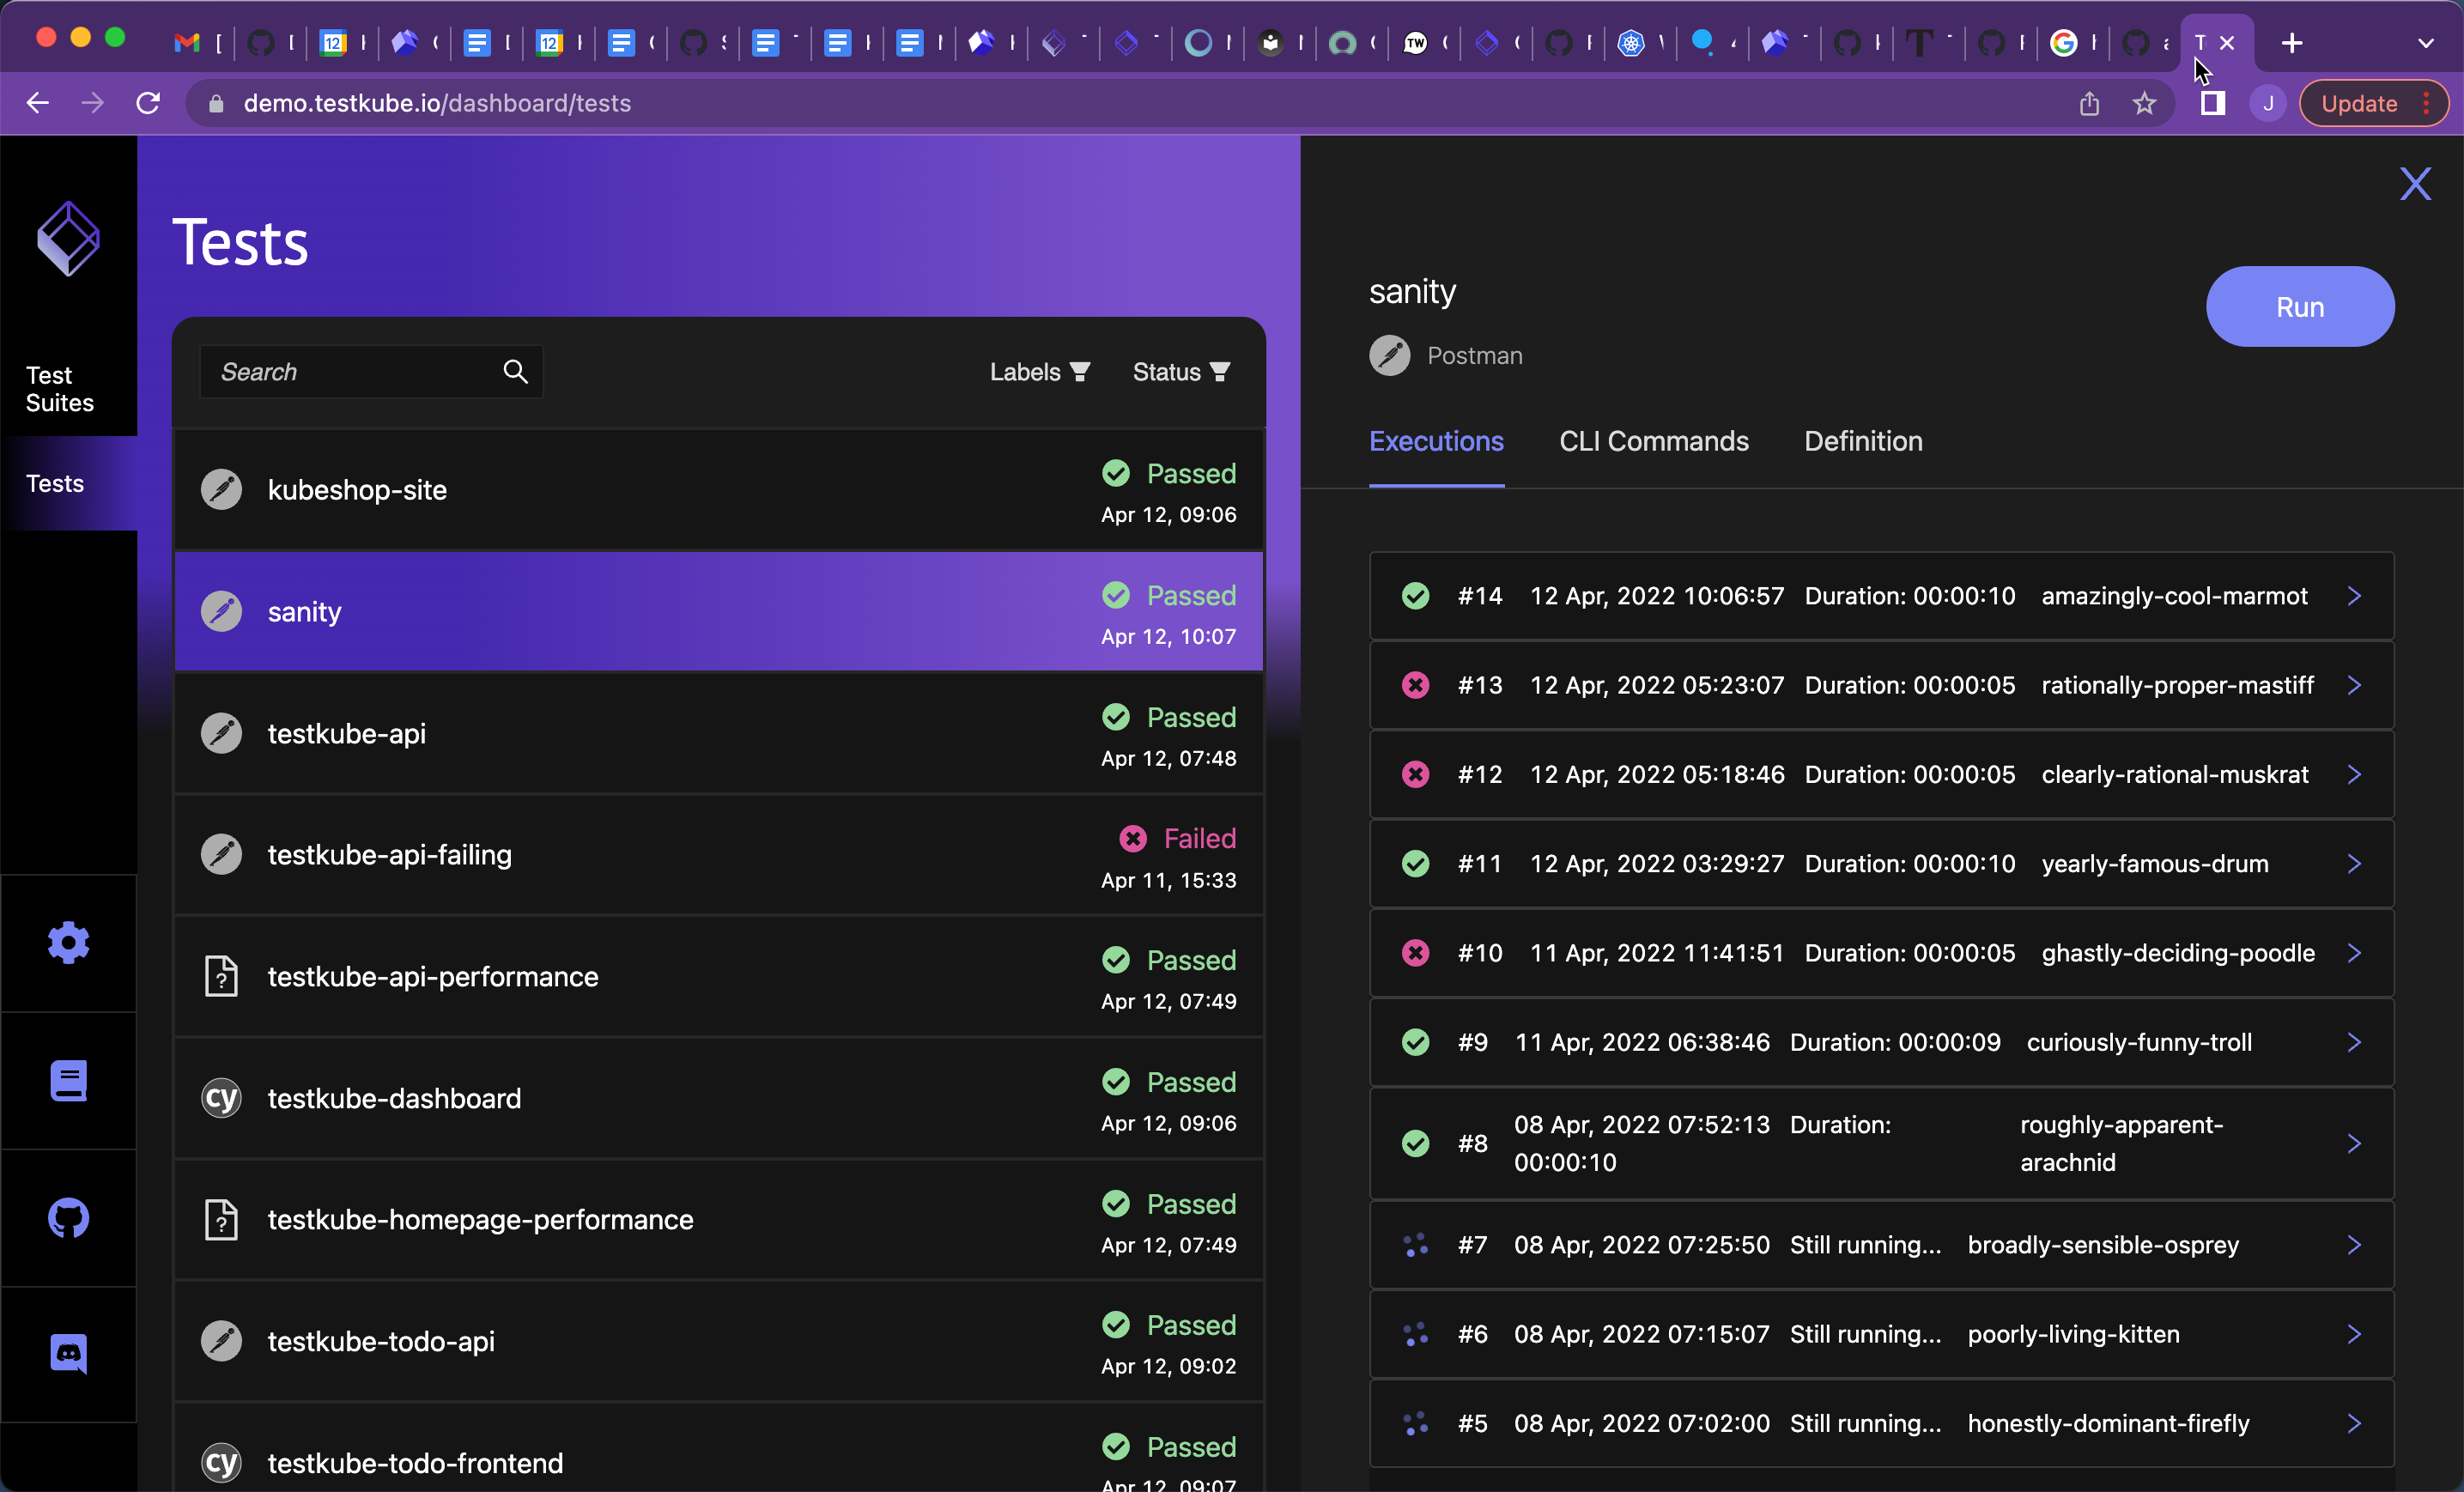 demo.testkube.io/dashboard/tests
J
Update
Test
Suites
Tests
Tests
Search
Labels
Status
kubeshop-site
Passed
Apr 12, 09:06
sanity
Passed
Apr 12, 10:07
testkube-api
Passed
Apr 12, 07:48
testkube-api-failing
Failed
Apr 11, 15:33
testkube-api-performance
Passed
Apr 12, 07:49
cy
testkube-dashboard
Passed
Apr 12, 09:06
testkube-homepage-performance
Passed
Apr 12, 07:49
testkube-todo-api
Passed
Apr 12, 09:02
cy
testkube-todo-frontend
Passed
Apr 12, 09:07
X
sanity
Postman
Run
Executions CLI Commands Definition
#14 12 Apr, 2022 10:06:57 Duration: 00:00:10 amazingly-cool-marmot
#13 12 Apr, 2022 05:23:07 Duration: 00:00:05 rationally-proper-mastiff
#12 12 Apr, 2022 05:18:46 Duration: 00:00:05 clearly-rational-muskrat
#11 12 Apr, 2022 03:29:27 Duration: 00:00:10 yearly-famous-drum
#10 11 Apr, 2022 11:41:51 Duration: 00:00:05 ghastly-deciding-poodle
#9 11 Apr, 2022 06:38:46 Duration: 00:00:09 curiously-funny-troll
#8 08 Apr, 2022 07:52:13 Duration:
00:00:10
roughly-apparent-
arachnid
#7 08 Apr, 2022 07:25:50 Still running... broadly-sensible-osprey
#6 08 Apr, 2022 07:15:07 Still running... poorly-living-kitten
#5 08 Apr, 2022 07:02:00 Still running... honestly-dominant-firefly